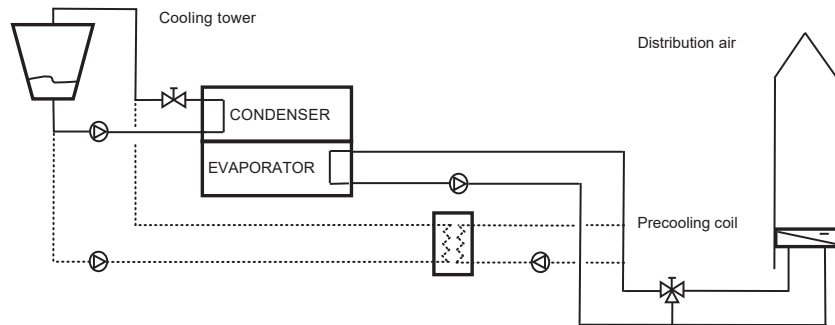 Cooling tower
Distribution air
CONDENSER
EVAPORATOR
Precooling coil